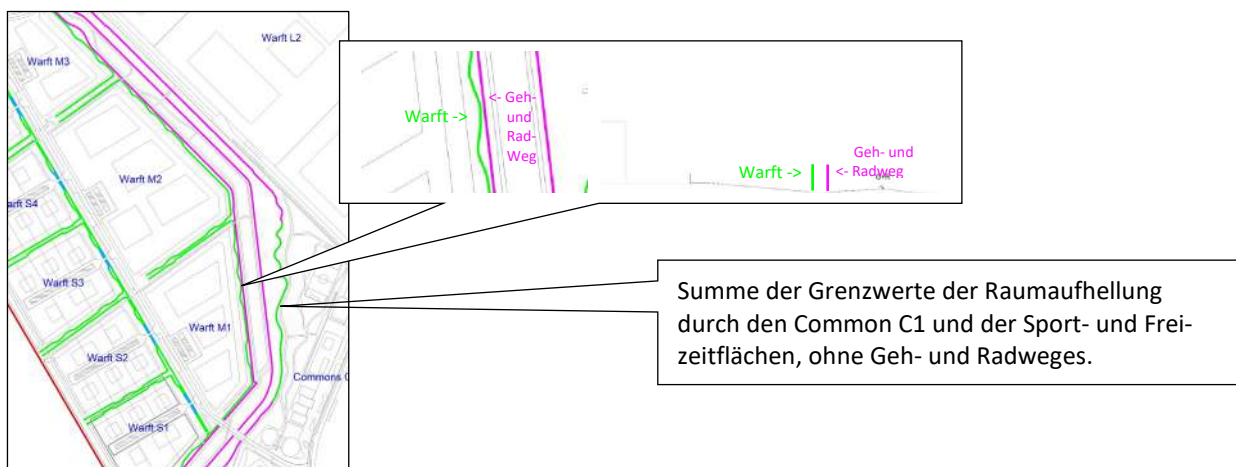 Warft L2
Warft M3
Warft M2
arft S4
Warft S3
Warft M1
Warft S2
Commons C
Warft S1
Warft ->
<- Geh-
und
Rad-
Weg
Warft ->
Geh- und
<- Radweg
Summe der Grenzwerte der Raumaufhellung
durch den Common C1 und der Sport- und Frei-
zeitflächen, ohne Geh- und Radweges.